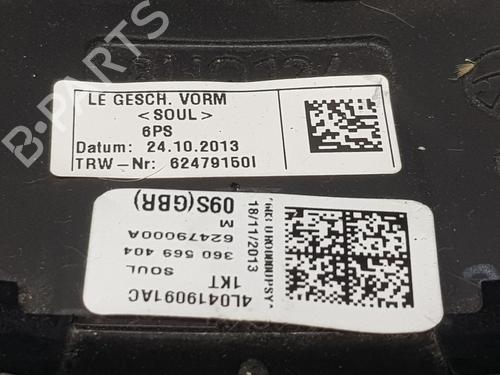 LE GESCH. VORM
<SOUL>
6PS
Datum: 24.10.2013
TRW-Nr: 62479150I
4L0419091AC
1KT
SOUL
360 569 404
62479000A
M
09S(GBR)
18/11/2013
B-PARTS